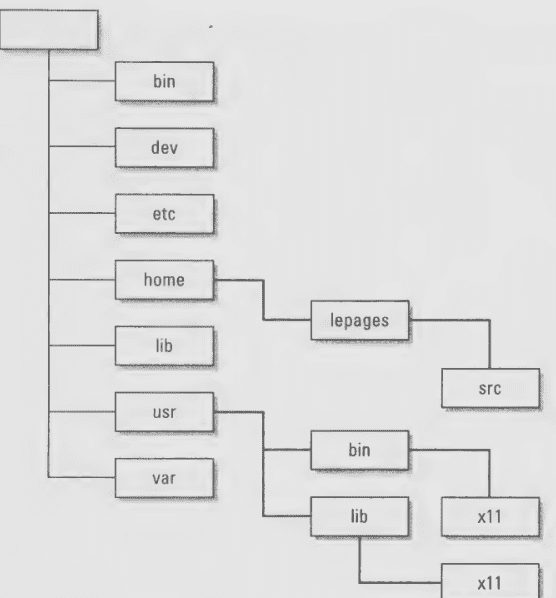 bin
dev
etc
home
lepages
lib
src
usr
bin
var
lib
x11
x11